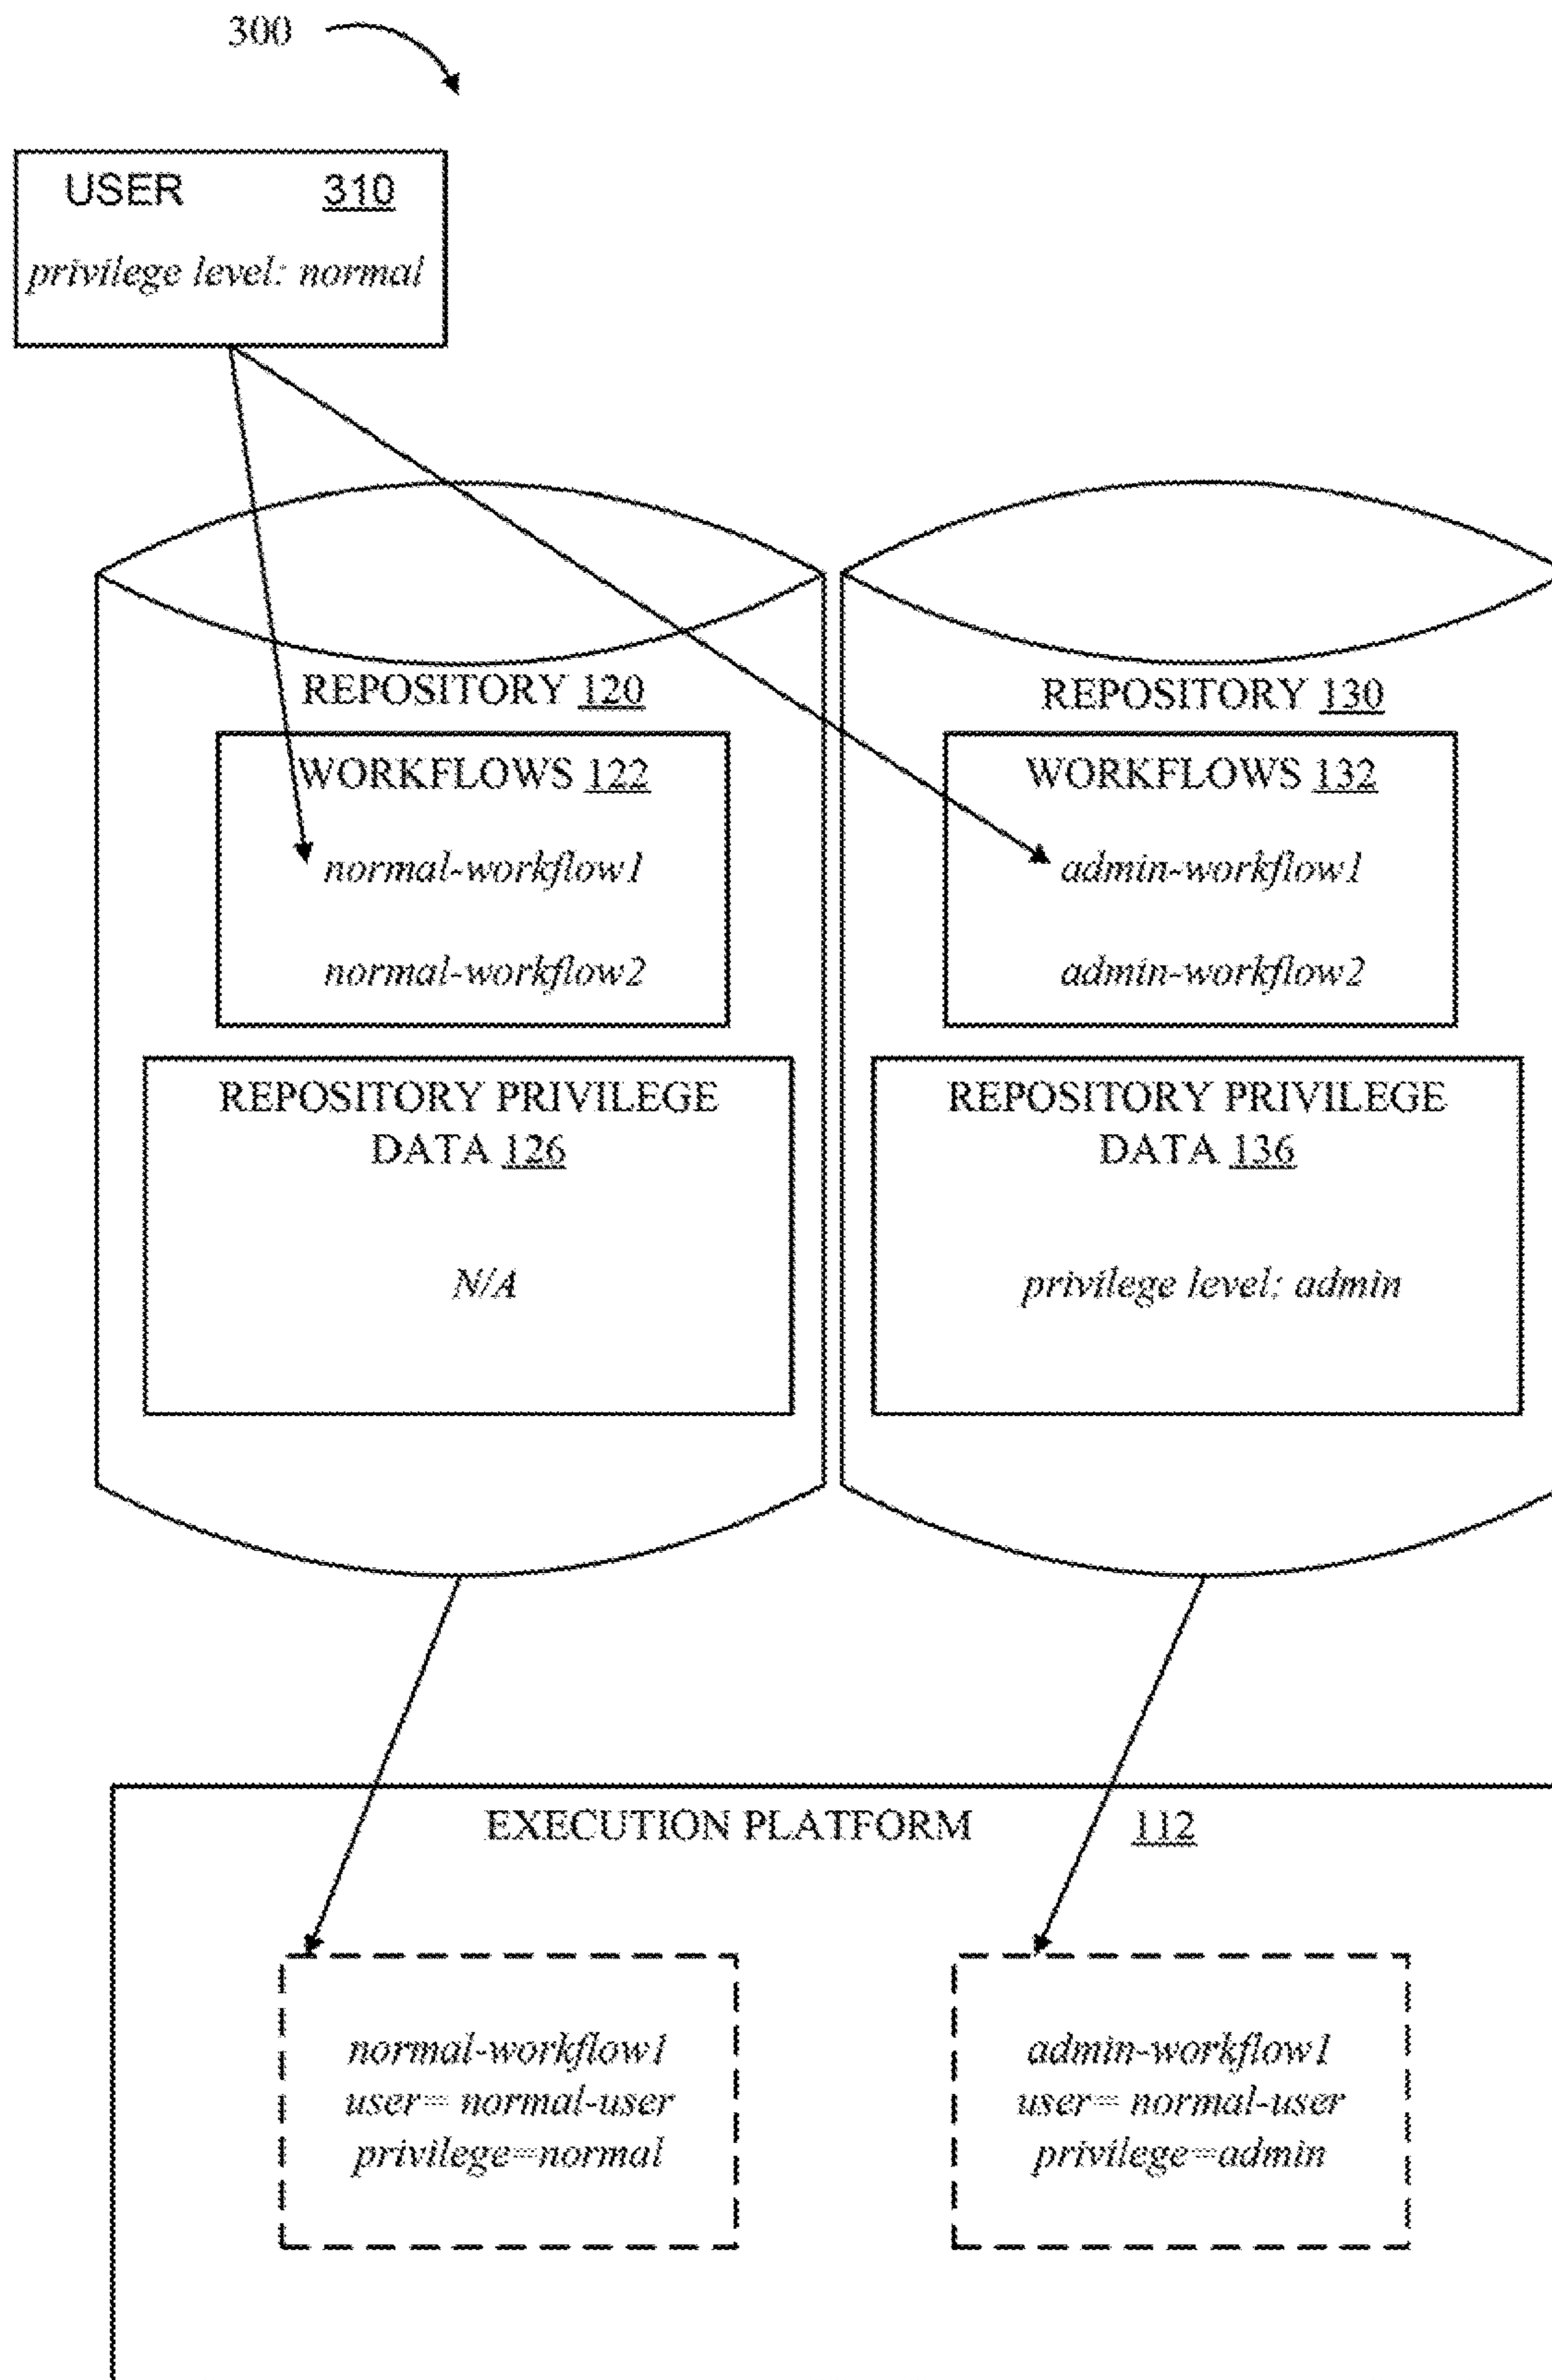 300
USER 310
privilege level: normal
REPOSITORY 120
WORKFLOWS 122
normal-workflow1
normal-workflow2
REPOSITORY PRIVILEGE
DATA 126
N/A
REPOSITORY 130
WORKFLOWS 132
admin-workflow1
admin-workflow2
REPOSITORY PRIVILEGE
DATA 136
privilege level: admin
EXECUTION PLATFORM 112
normal-workflow1
user= normal-user
privilege=normal
admin-workflow1
user= normal-user
privilege=admin